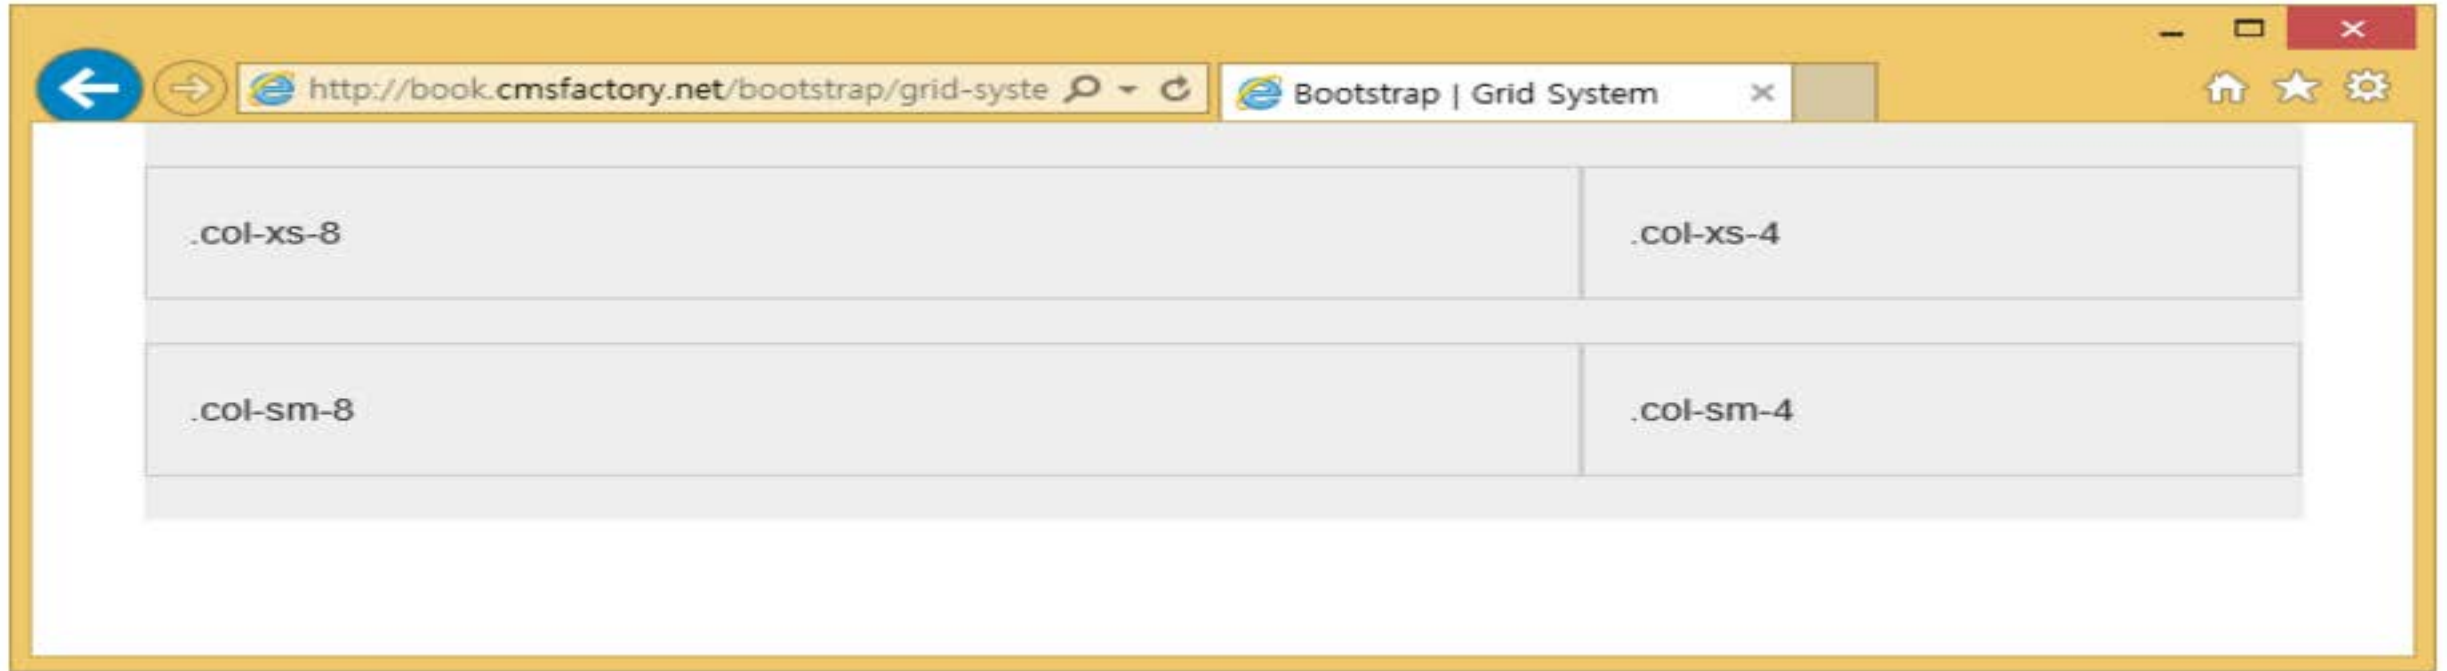 http://book.cmsfactory.net/bootstrap/grid-syste
Bootstrap | Grid System
.col-xs-8
.col-xs-4
.col-sm-8
.col-sm-4